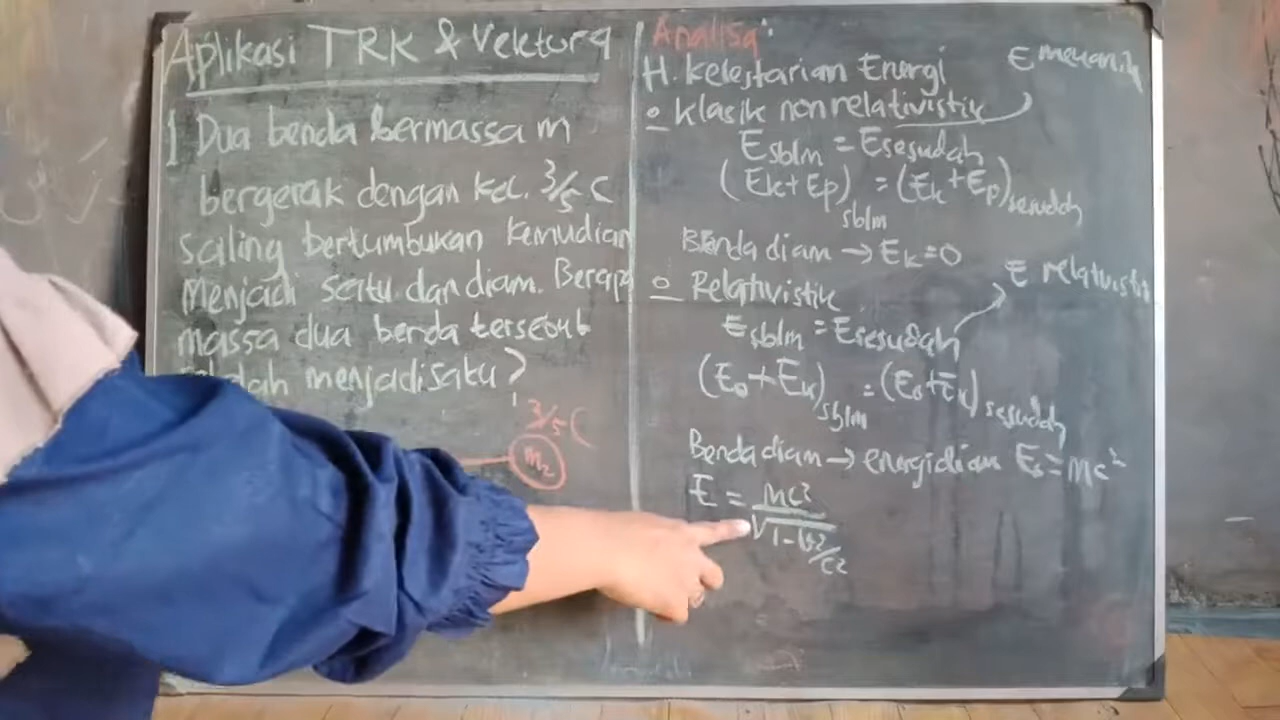 Aplikasi TRK & Vektor 4
1 Dua benda bermassa m
bergerak dengan kec. 3/5 C
saling bertumbukan kemudian
menjadi satu dan diam. Berapa
massa dua benda tersebut
menjadi satu?
3/5 C
m2
Analisa:
H. Kelestarian Energi
E mekanik
o Klasik nonrelativistik
Esblm = Esesudah
(Ek + Ep)sblm = (Ek + Ep)sesudah
Benda diam → Ek = 0
E relativistik
o Relativistik
Esblm = Esesudah
(E0 + Ek)sblm = (E0 + Ek)sesudah
Benda diam → energi diam E0 = mc²
E = mc²/√1-v²/c²